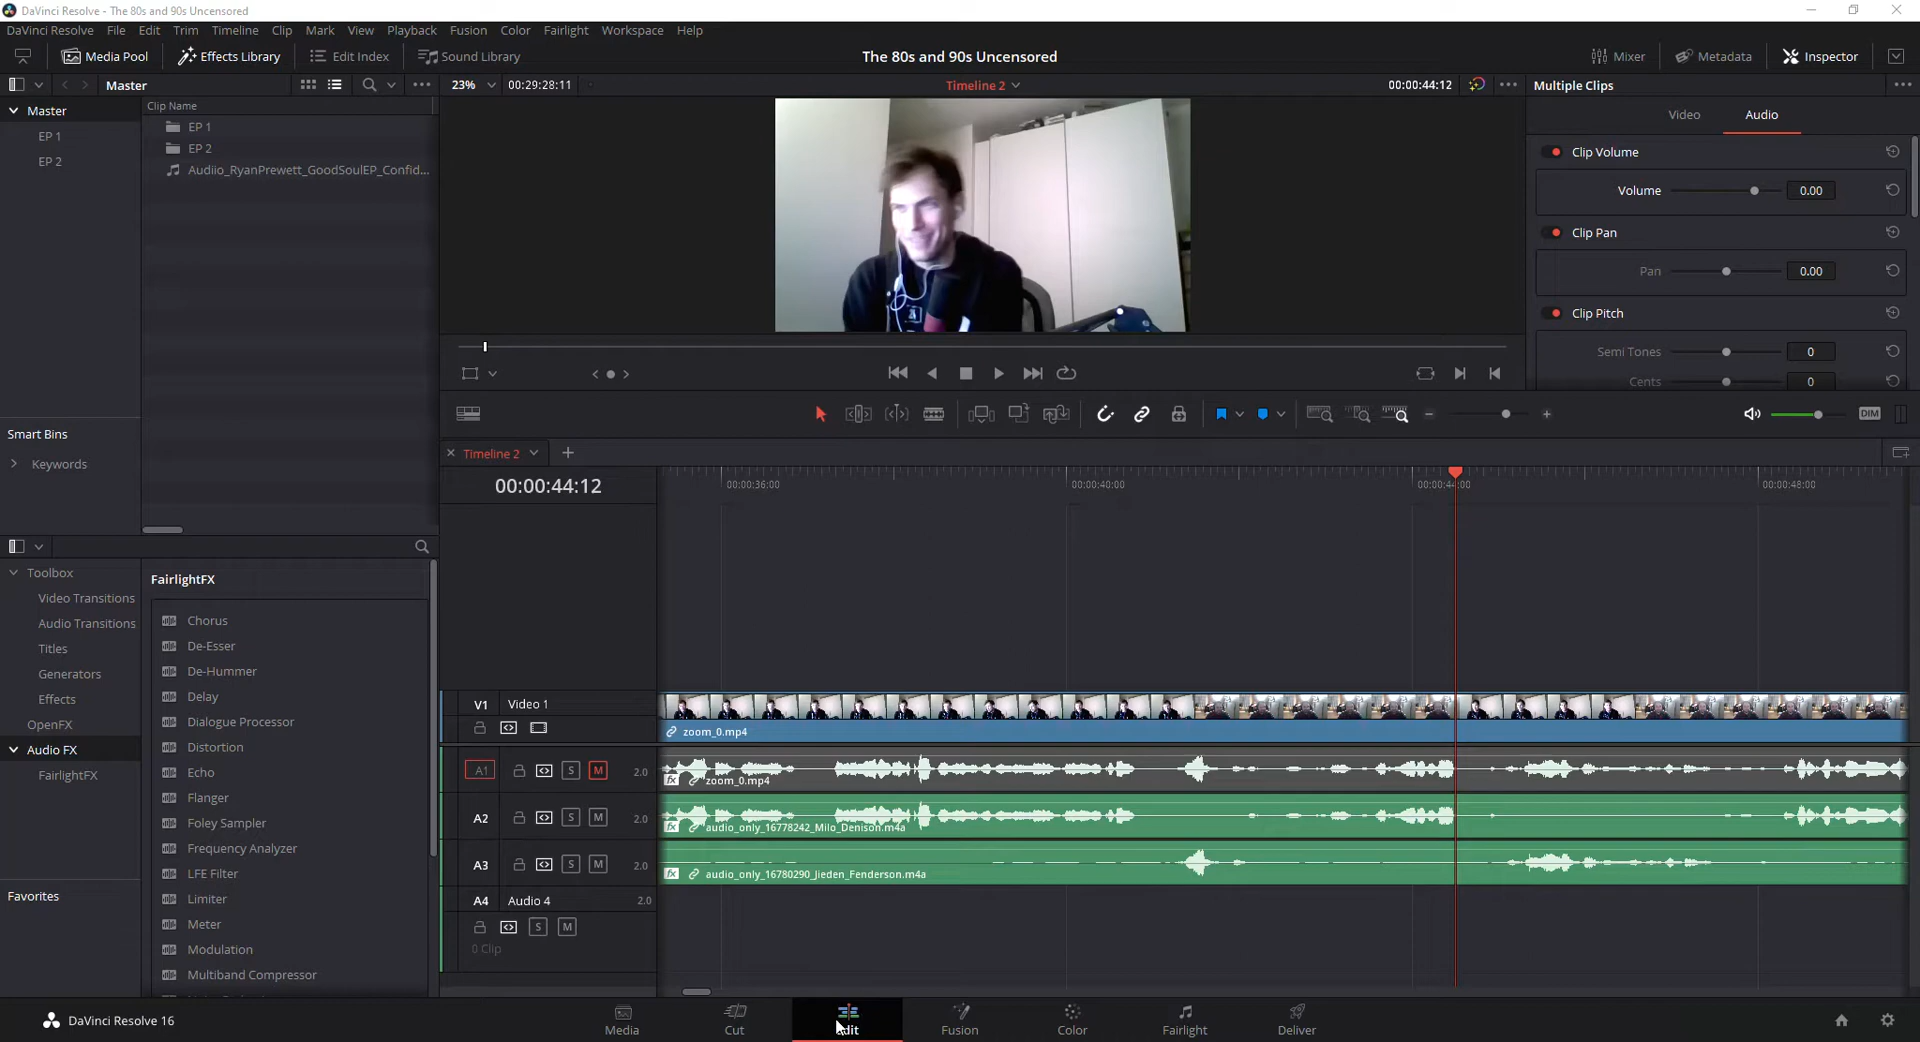 DaVinci Resolve - The 80s and 90s Uncensored
DaVinci Resolve File Edit Trim Timeline Clip Mark View Playback Fusion Color Fairlight Workspace Help
Media Pool Effects Library Edit Index Sound Library The 80s and 90s Uncensored Mixer Metadata Inspector
Master 23% 00:29:28:11 Timeline 2 00:00:44:12 Multiple Clips
Master
EP 1
EP 2
Clip Name
EP 1
EP 2
Audiio_RyanPrewett_GoodSoulEP_Confid...
Video Audio
Clip Volume
Volume 0.00
Clip Pan
Pan 0.00
Clip Pitch
Semi Tones 0
Cents 0
DIM
Smart Bins
Keywords
Timeline 2
00:00:44:12
00:00:36:00 00:00:40:00 00:00:44:00 00:00:48:00
Toolbox
Video Transitions
Audio Transitions
Titles
Generators
Effects
OpenFX
Audio FX
FairlightFX
Favorites
FairlightFX
Chorus
De-Esser
De-Hummer
Delay
Dialogue Processor
Distortion
Echo
Flanger
Foley Sampler
Frequency Analyzer
LFE Filter
Limiter
Meter
Modulation
Multiband Compressor
V1 Video 1
zoom_0.mp4
A1 S M 2.0
zoom_0.mp4
A2 S M 2.0
audio_only_16778242_Milo_Denison.m4a
A3 S M 2.0
audio_only_16780290_Jieden_Fenderson.m4a
A4 Audio 4 2.0
S M
0 Clip
DaVinci Resolve 16
Media Cut Edit Fusion Color Fairlight Deliver